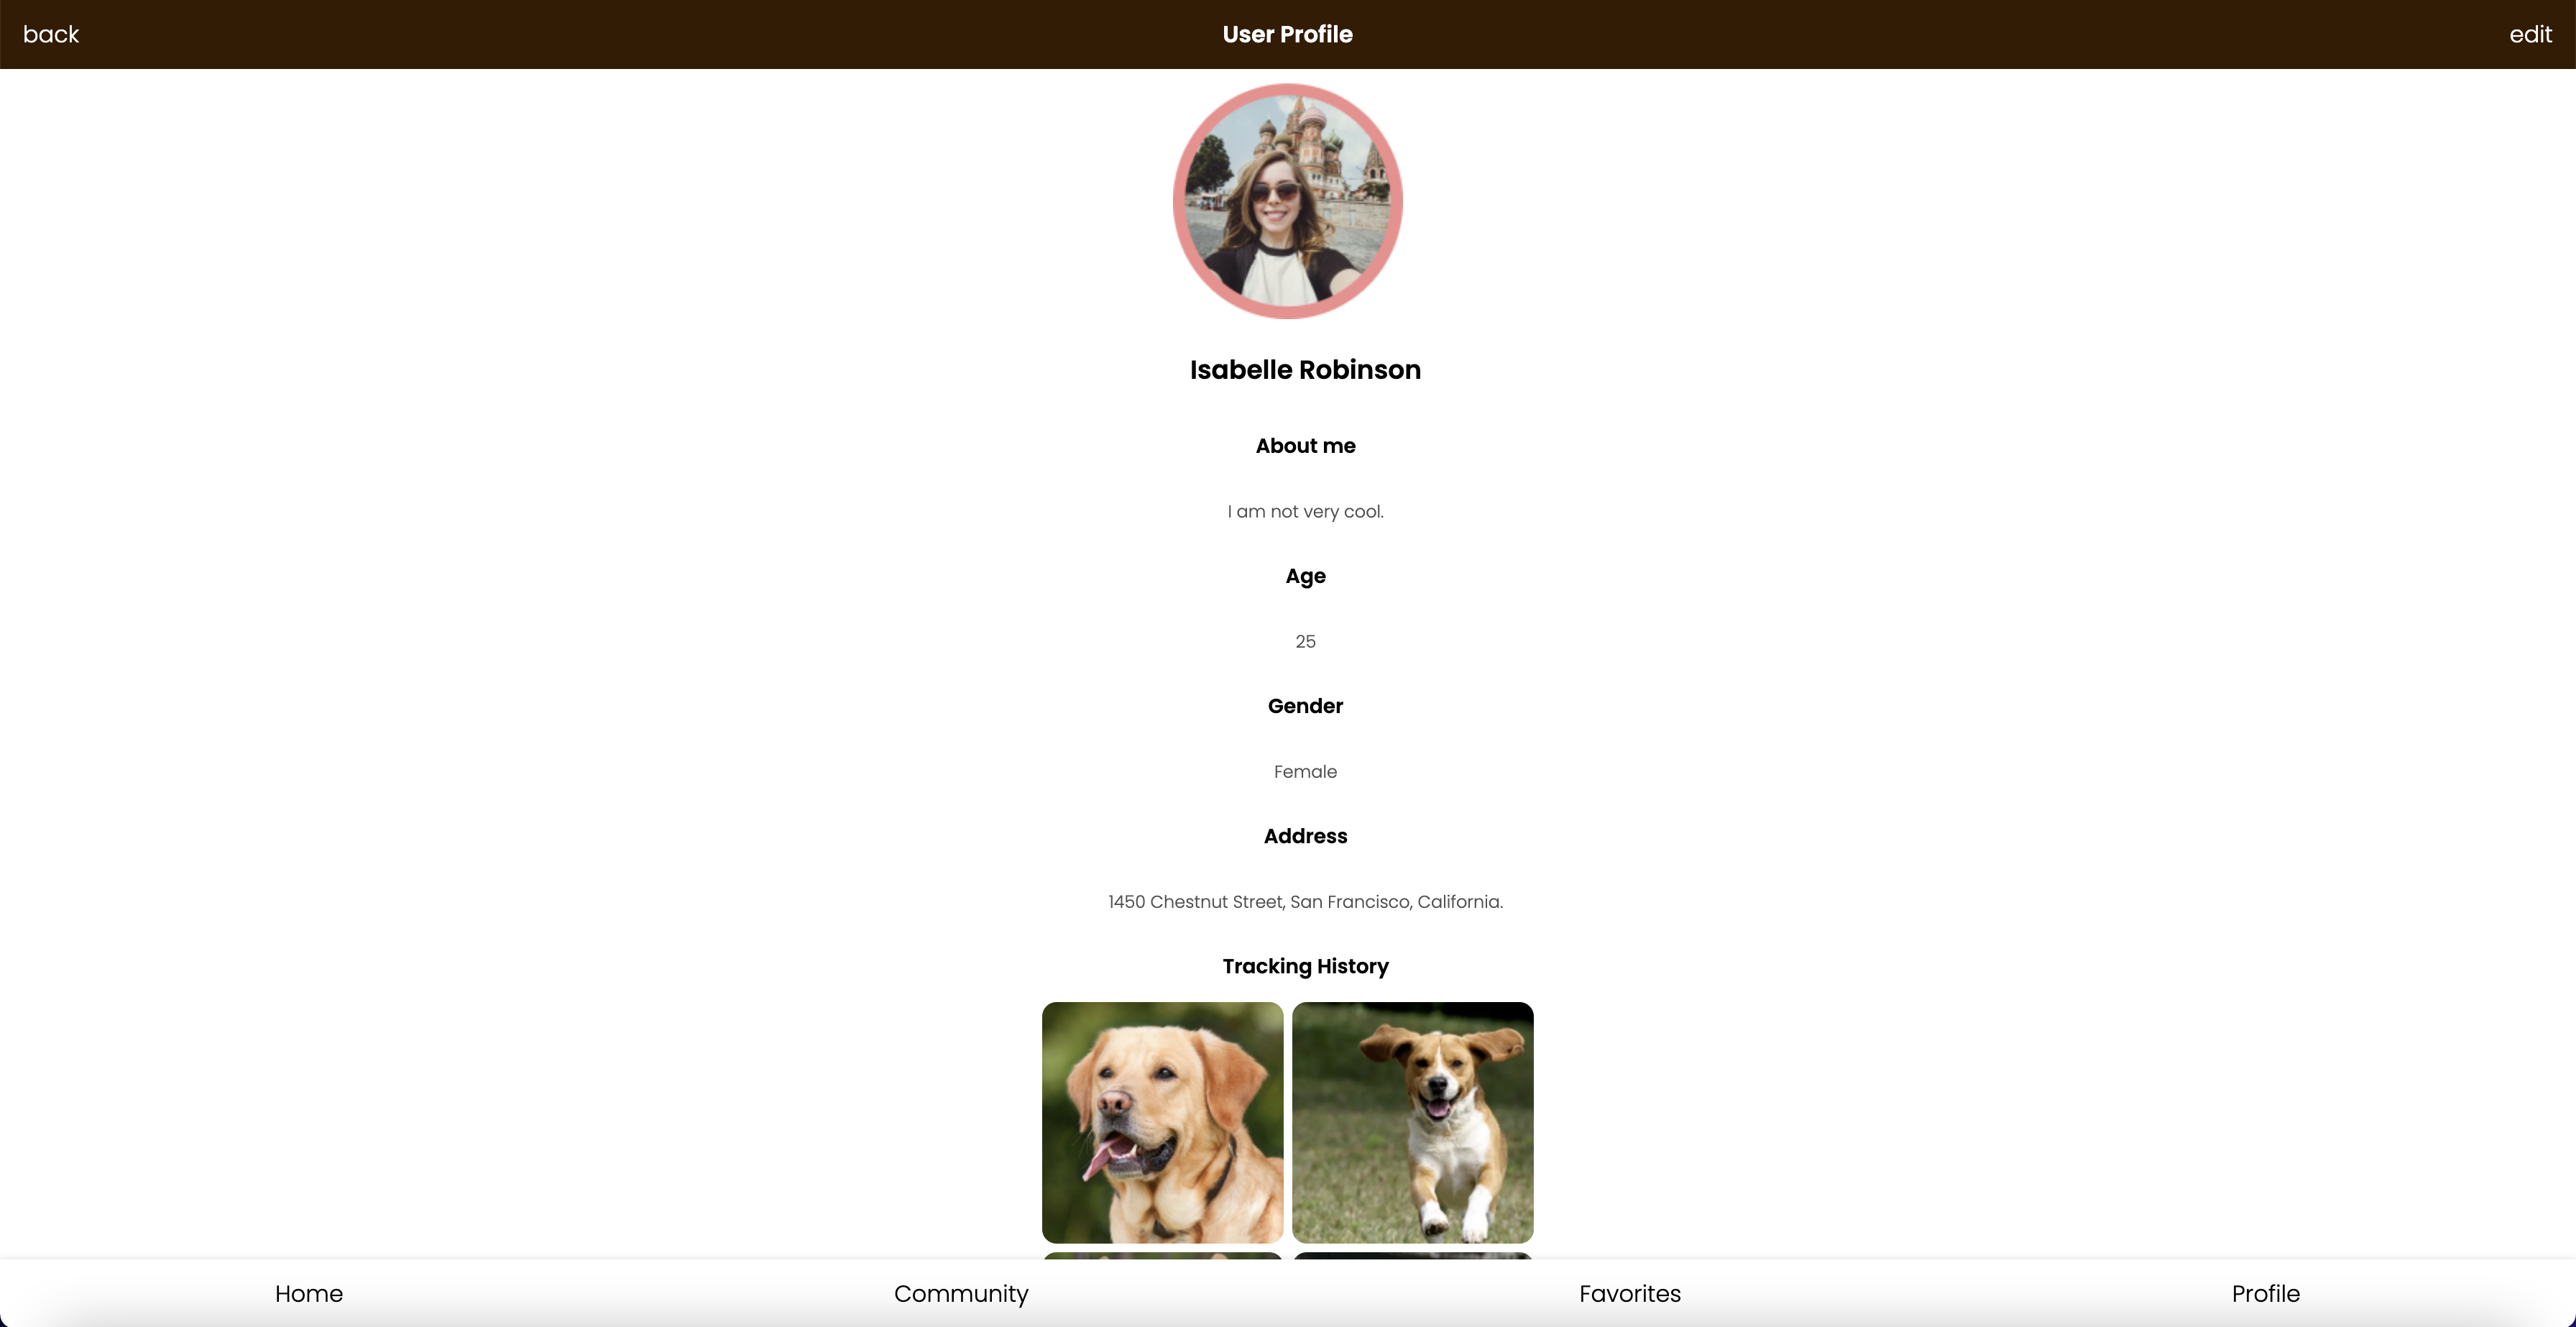 back User Profile edit
Isabelle Robinson
About me
I am not very cool.
Age
25
Gender
Female
Address
1450 Chestnut Street, San Francisco, California.
Tracking History
Home Community Favorites Profile